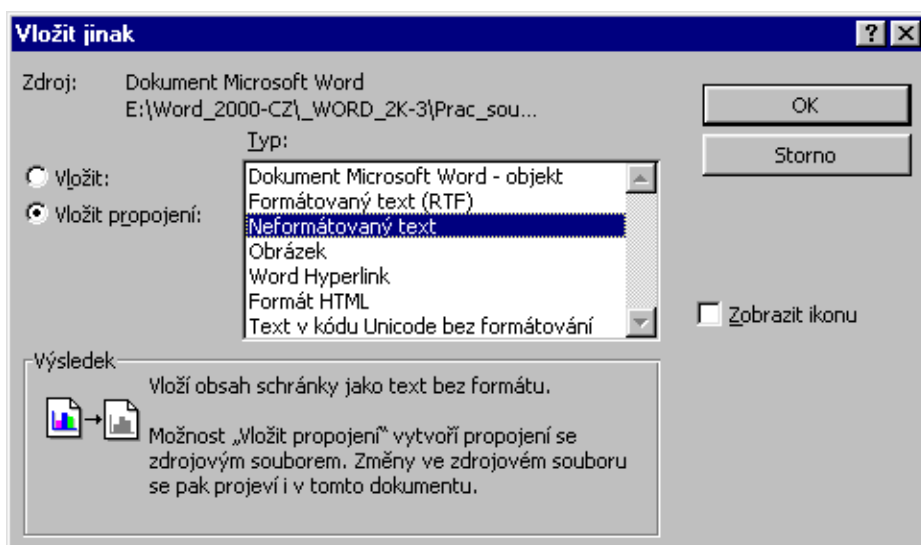 Vložit jinak
Zdroj: Dokument Microsoft Word
E:\Word_2000-CZ\_WORD_2K-3\Prac_sou...
OK
Storno
Typ:
Vložit:
Vložit propojení:
Dokument Microsoft Word - objekt
Formátovaný text (RTF)
Neformátovaný text
Obrázek
Word Hyperlink
Formát HTML
Text v kódu Unicode bez formátování
Zobrazit ikonu
Výsledek
Vloží obsah schránky jako text bez formátu.
Možnost „Vložit propojení“ vytvoří propojení se
zdrojovým souborem. Změny ve zdrojovém souboru
se pak projeví i v tomto dokumentu.